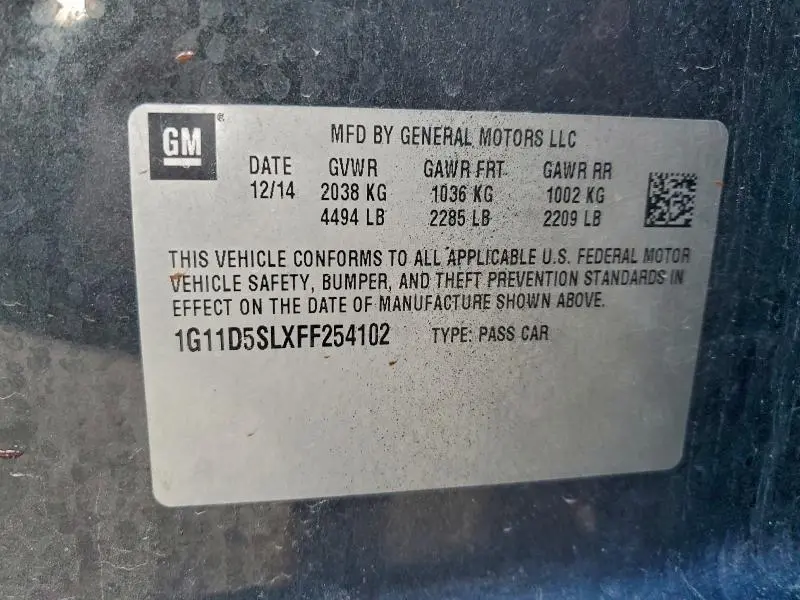 GM ® MFD BY GENERAL MOTORS LLC
DATE GVWR GAWR FRT GAWR RR
12/14 2038 KG 1036 KG 1002 KG
4494 LB 2285 LB 2209 LB
THIS VEHICLE CONFORMS TO ALL APPLICABLE U.S. FEDERAL MOTOR
VEHICLE SAFETY, BUMPER, AND THEFT PREVENTION STANDARDS IN
EFFECT ON THE DATE OF MANUFACTURE SHOWN ABOVE.
1G11D5SLXFF254102 TYPE: PASS CAR